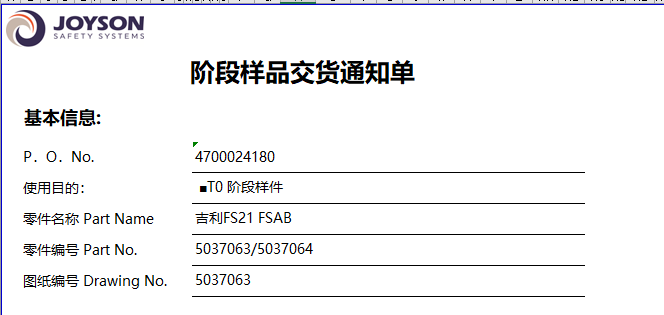 JOYSON
SAFETY SYSTEMS
阶段样品交货通知单
基本信息:
P．O．No. 4700024180
使用目的： ■T0 阶段样件
零件名称 Part Name 吉利FS21 FSAB
零件编号 Part No. 5037063/5037064
图纸编号 Drawing No. 5037063